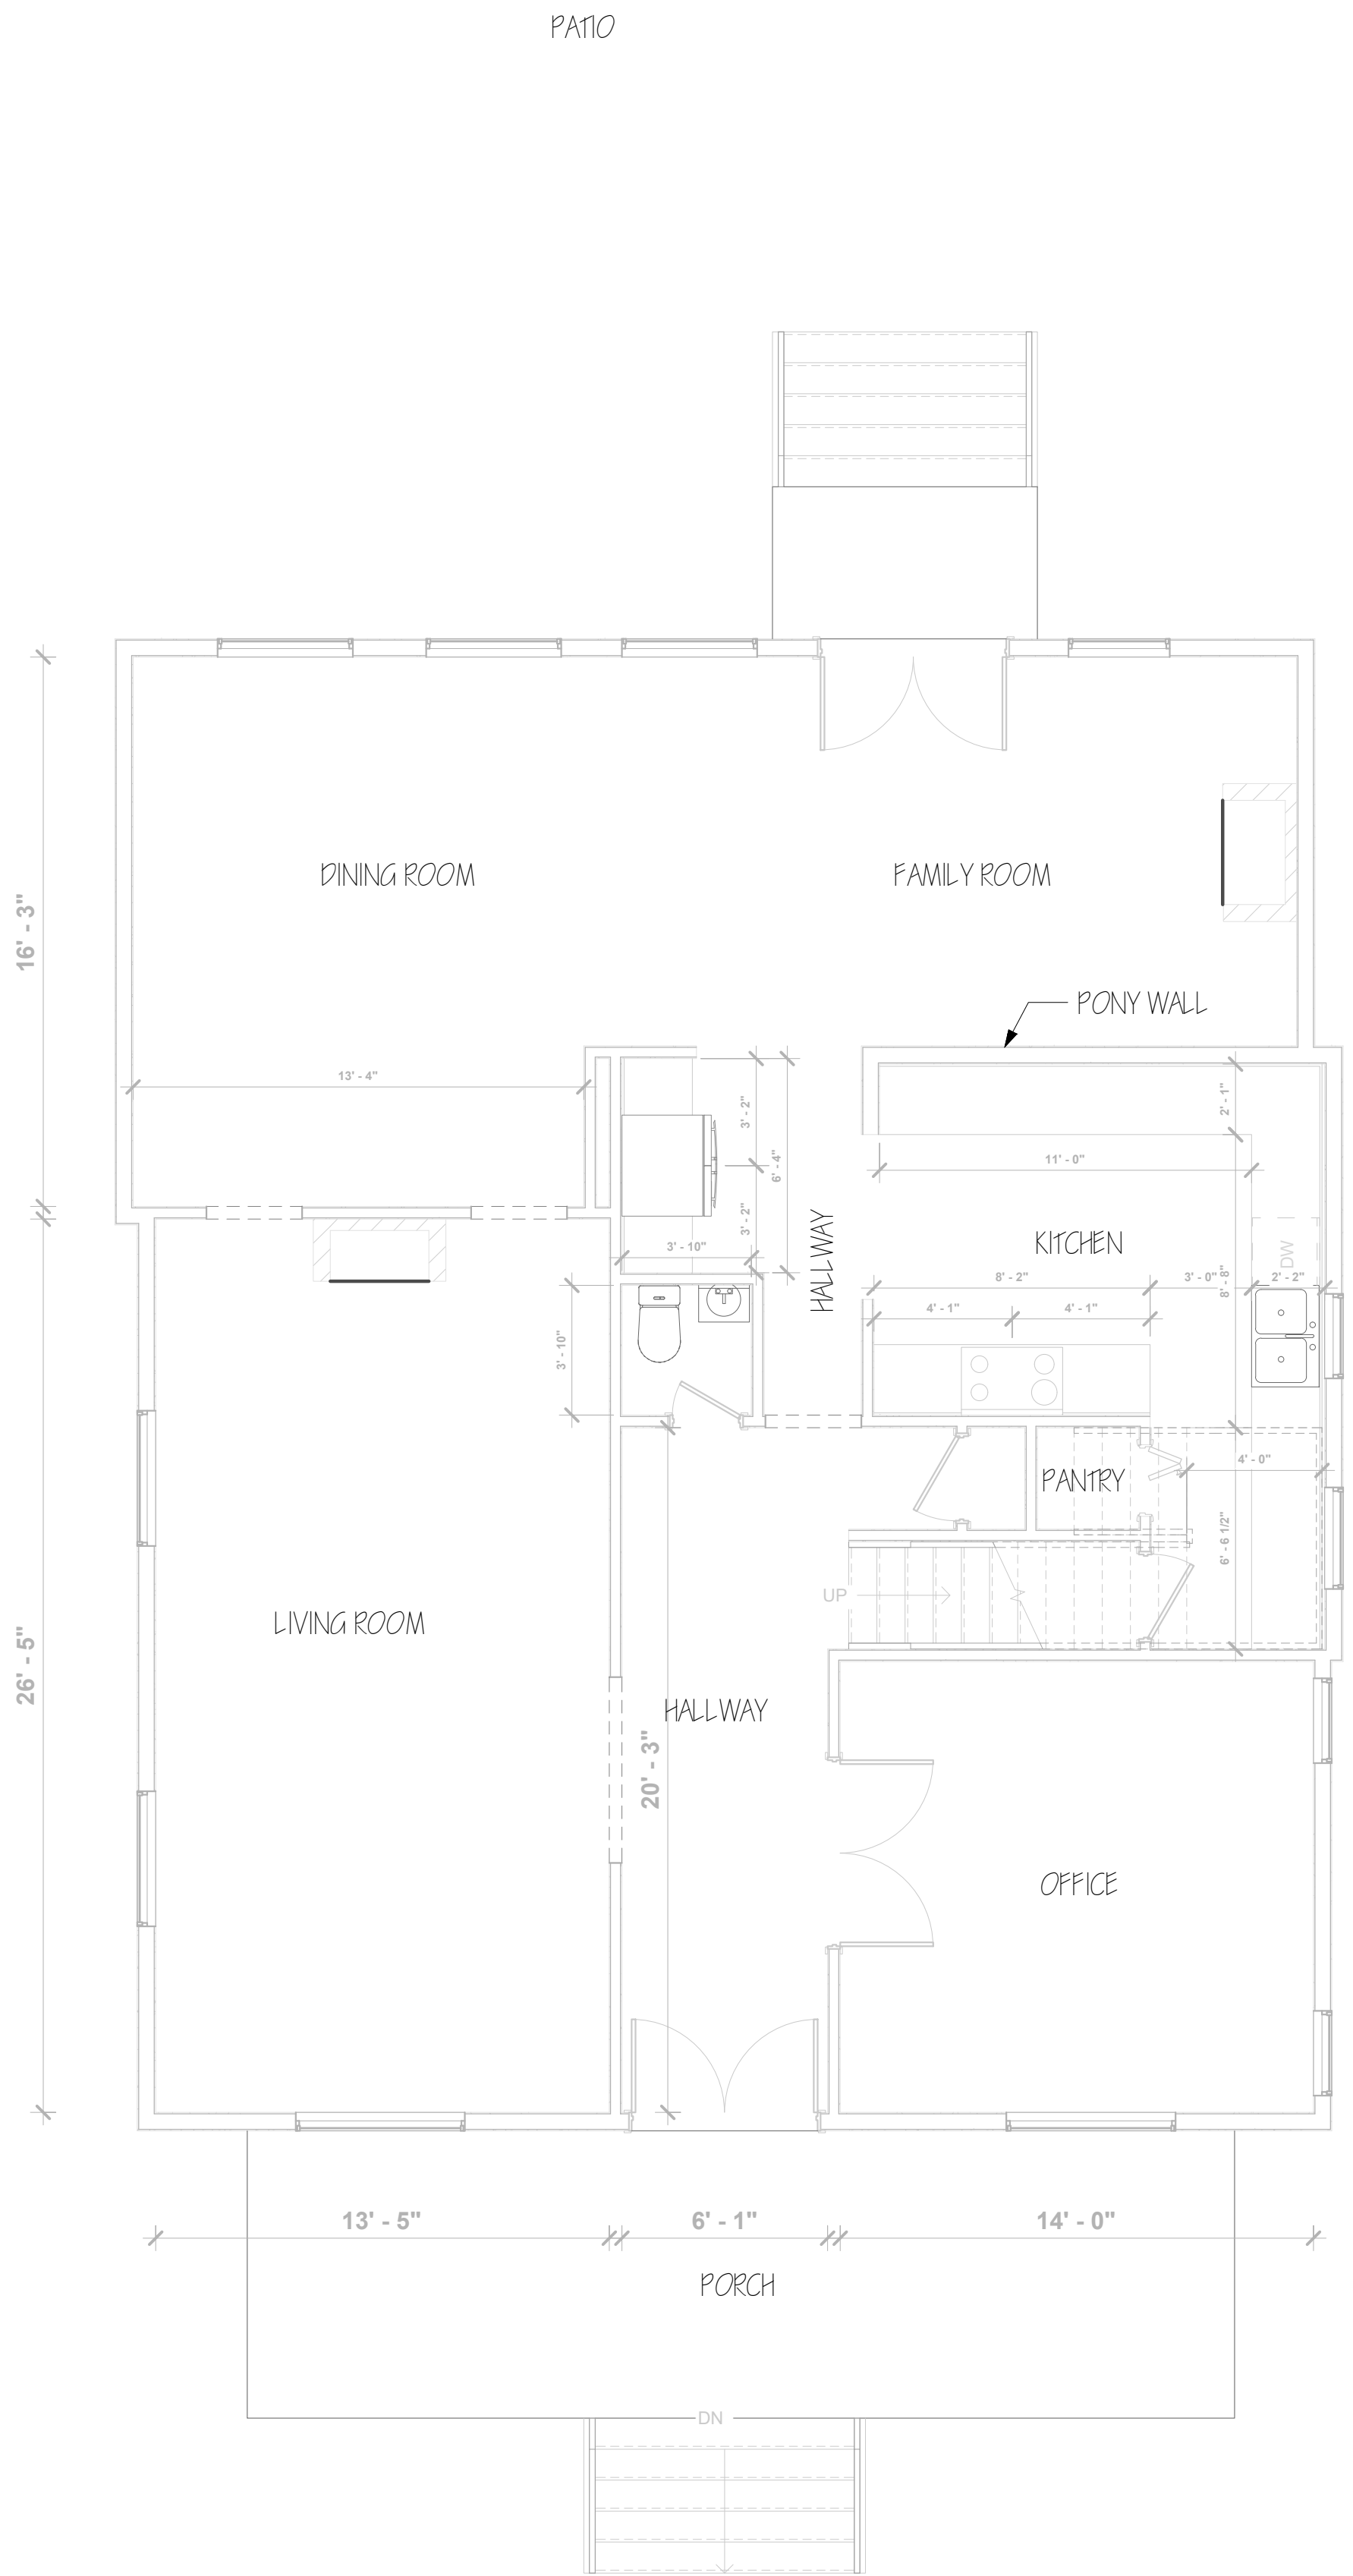 PATIO
DINING ROOM
FAMILY ROOM
16' - 3"
PONY WALL
13' - 4"
3' - 2"
6' - 4"
3' - 2"
3' - 10"
2' - 1"
11' - 0"
HALLWAY
KITCHEN
DW
8' - 2"
3' - 0"
8' - 8"
2' - 2"
4' - 1"
4' - 1"
3' - 10"
PANTRY
4' - 0"
6' - 6 1/2"
UP
LIVING ROOM
26' - 5"
HALLWAY
20' - 3"
OFFICE
13' - 5"
6' - 1"
14' - 0"
PORCH
DN